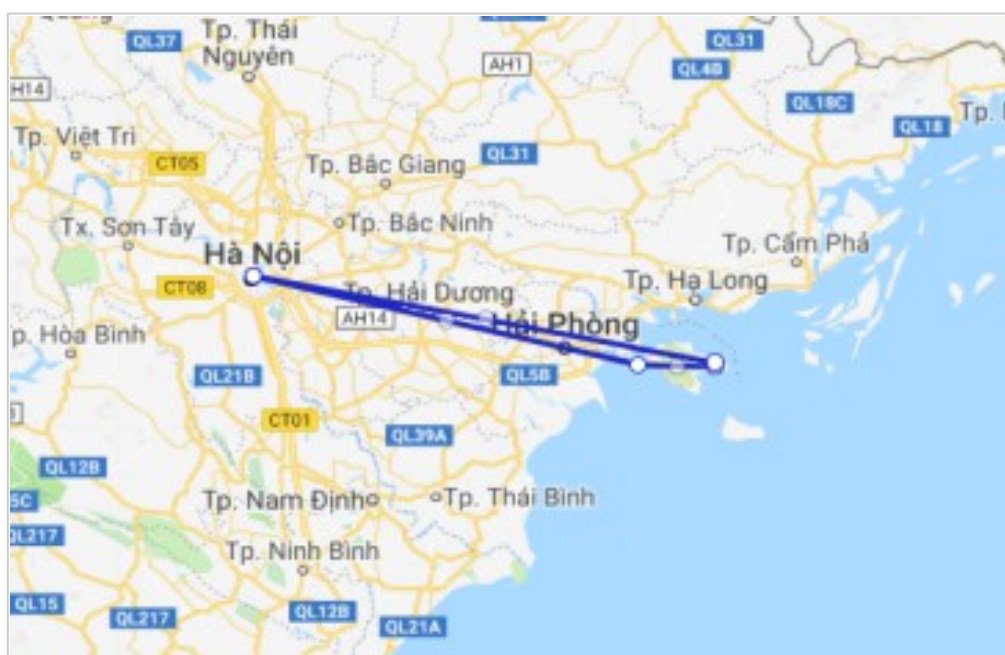 QL37
Tp. Thái
Nguyên
QL31
AH1
QL4B
H14
QL18C
QL18
Tp. Việt Trì
CT05
QL31
Tp. Bắc Giang
Tx. Sơn Tây
Tp. Bắc Ninh
Tp. Cẩm Phả
Hà Nội
CT08
Tp. Hải Dương
Tp. Hạ Long
AH14
Hải Phòng
p. Hòa Bình
QL21B
QL5B
CT01
QL39A
QL12B
5C
Tp. Nam Định
Tp. Thái Bình
QL217
Tp. Ninh Bình
QL15
QL217
QL12B
QL21A